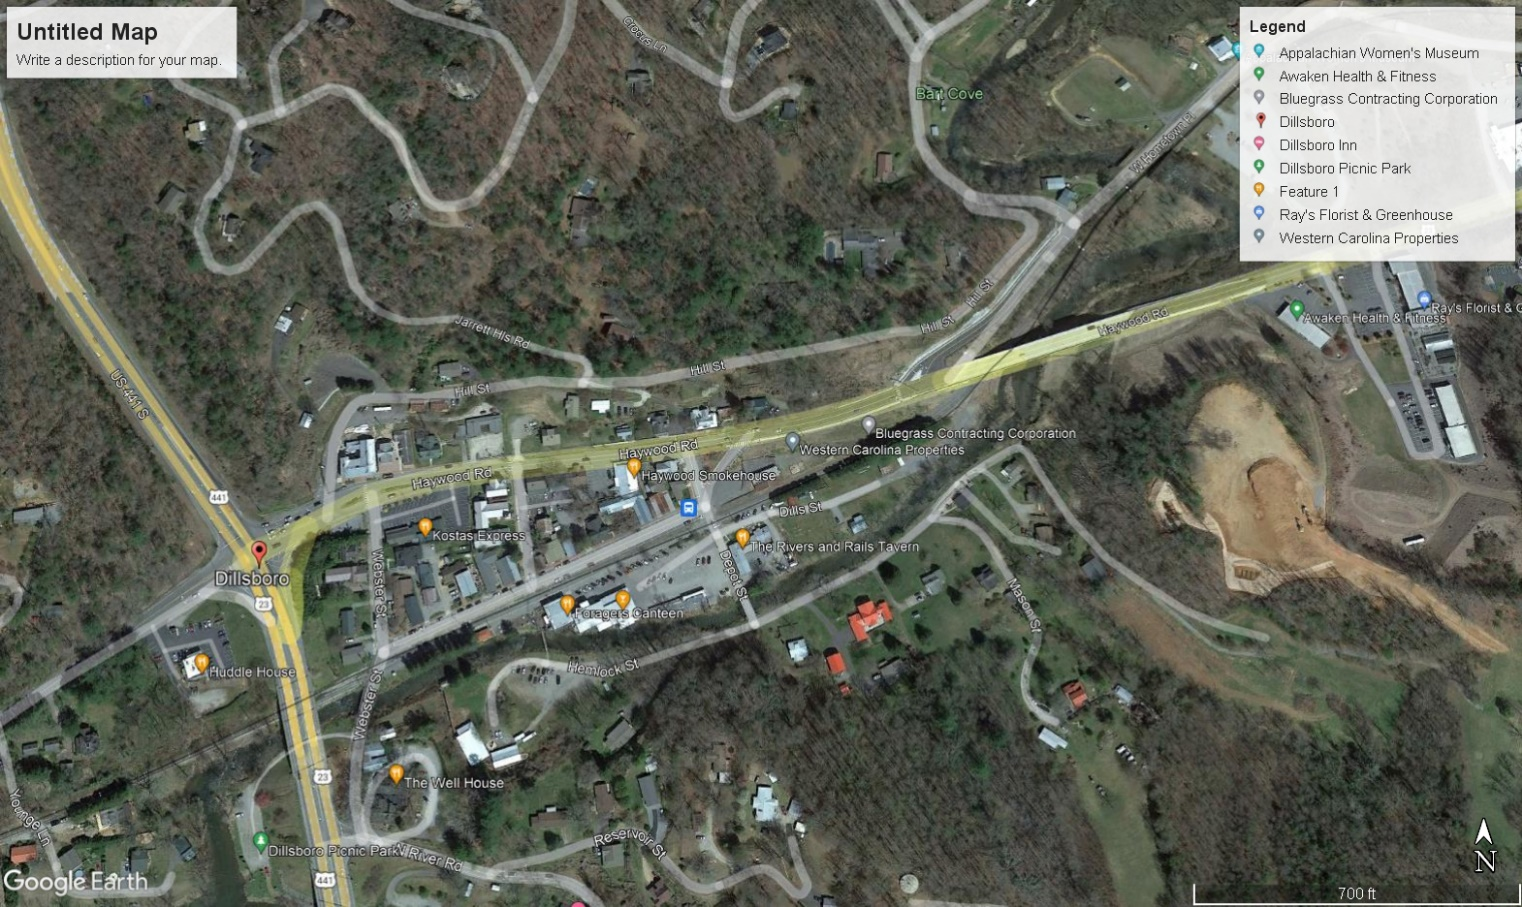 Untitled Map
Write a description for your map.
Legend
Appalachian Women's Museum
Awaken Health & Fitness
Bluegrass Contracting Corporation
Dillsboro
Dillsboro Inn
Dillsboro Picnic Park
Feature 1
Ray's Florist & Greenhouse
Western Carolina Properties
Bart Cove
Hill St
Haywood Rd
Ray's Florist & G
Awaken Health & Fitness
Jarrett Hls Rd
Hill St
Hill St
Hill St
US-441 S
Haywood Rd
Haywood Rd
Bluegrass Contracting Corporation
Western Carolina Properties
Haywood Smokehouse
441
Dills St
Kostas Express
The Rivers and Rails Tavern
Dillsboro
Webster St
Depot St
Mason St
23
Foragers Canteen
Huddle House
Hemlock St
Webster St
23
The Well House
Younge Ln
Reservoir St
Dillsboro Picnic Park
N River Rd
441
Google Earth
N
700 ft